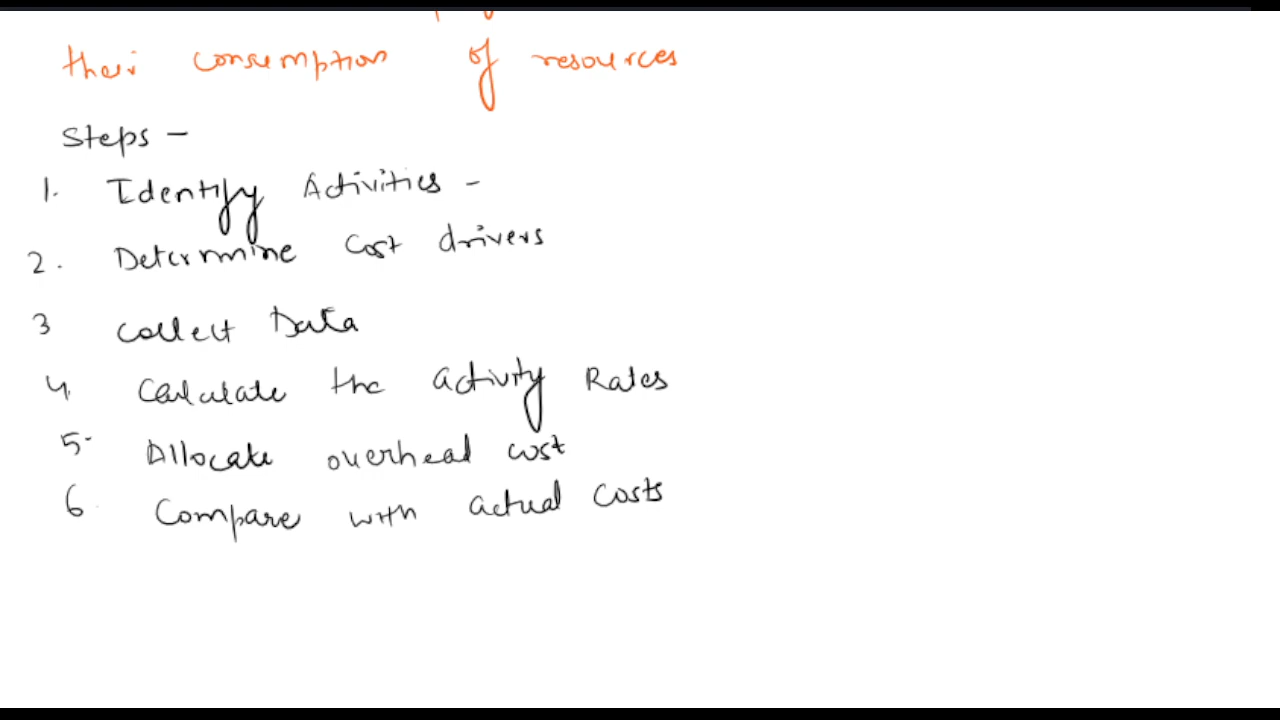 their consumption of resources
Steps -
1. Identify Activities -
2. Determine Cost drivers
3 Collect Data
4. Calculate the activity Rates
5. Allocate overhead cost
6. Compare with actual costs